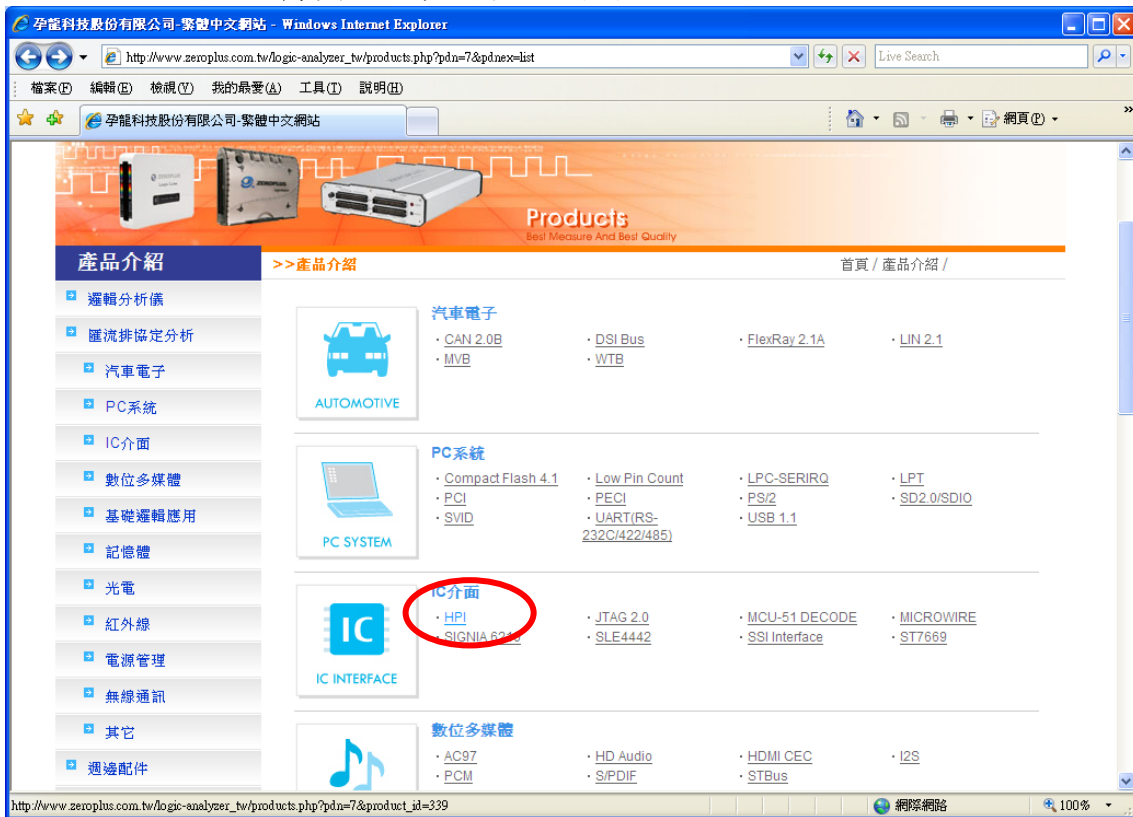 孕龍科技股份有限公司-繁體中文網站 - Windows Internet Explorer
http://www.zeroplus.com.tw/logic-analyzer_tw/products.php?pdn=7&pdnex=list
Live Search
檔案(F) 編輯(E) 檢視(V) 我的最愛(A) 工具(T) 說明(H)
孕龍科技股份有限公司-繁體中文網站
網頁(P)
»
ZEROPLUS
Products
Best Measure And Best Quality
產品介紹
>>產品介紹
首頁 / 產品介紹 /
邏輯分析儀
匯流排協定分析
汽車電子
PC系統
IC介面
數位多媒體
基礎邏輯應用
記憶體
光電
紅外線
電源管理
無線通訊
其它
週邊配件
AUTOMOTIVE
汽車電子
· CAN 2.0B · DSI Bus · FlexRay 2.1A · LIN 2.1
· MVB · WTB
PC SYSTEM
PC系統
· Compact Flash 4.1 · Low Pin Count · LPC-SERIRQ · LPT
· PCI · PECI · PS/2 · SD2.0/SDIO
· SVID · UART(RS-232C/422/485) · USB 1.1
IC
IC INTERFACE
IC介面
· HPI · JTAG 2.0 · MCU-51 DECODE · MICROWIRE
· SIGNIA · SLE4442 · SSI Interface · ST7669
數位多媒體
· AC97 · HD Audio · HDMI CEC · I2S
· PCM · S/PDIF · STBus
http://www.zeroplus.com.tw/logic-analyzer_tw/products.php?pdn=7&product_id=339
網際網路
100%